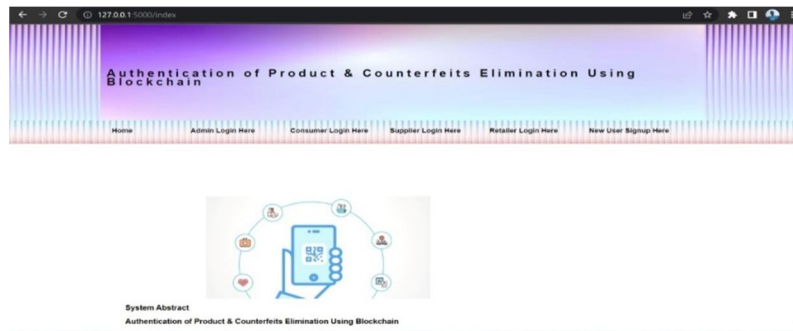 127.0.0.1:5000/index
Authentication of Product & Counterfeits Elimination Using
Blockchain
Home Admin Login Here Consumer Login Here Supplier Login Here Retailer Login Here New User Signup Here
System Abstract
Authentication of Product & Counterfeits Elimination Using Blockchain